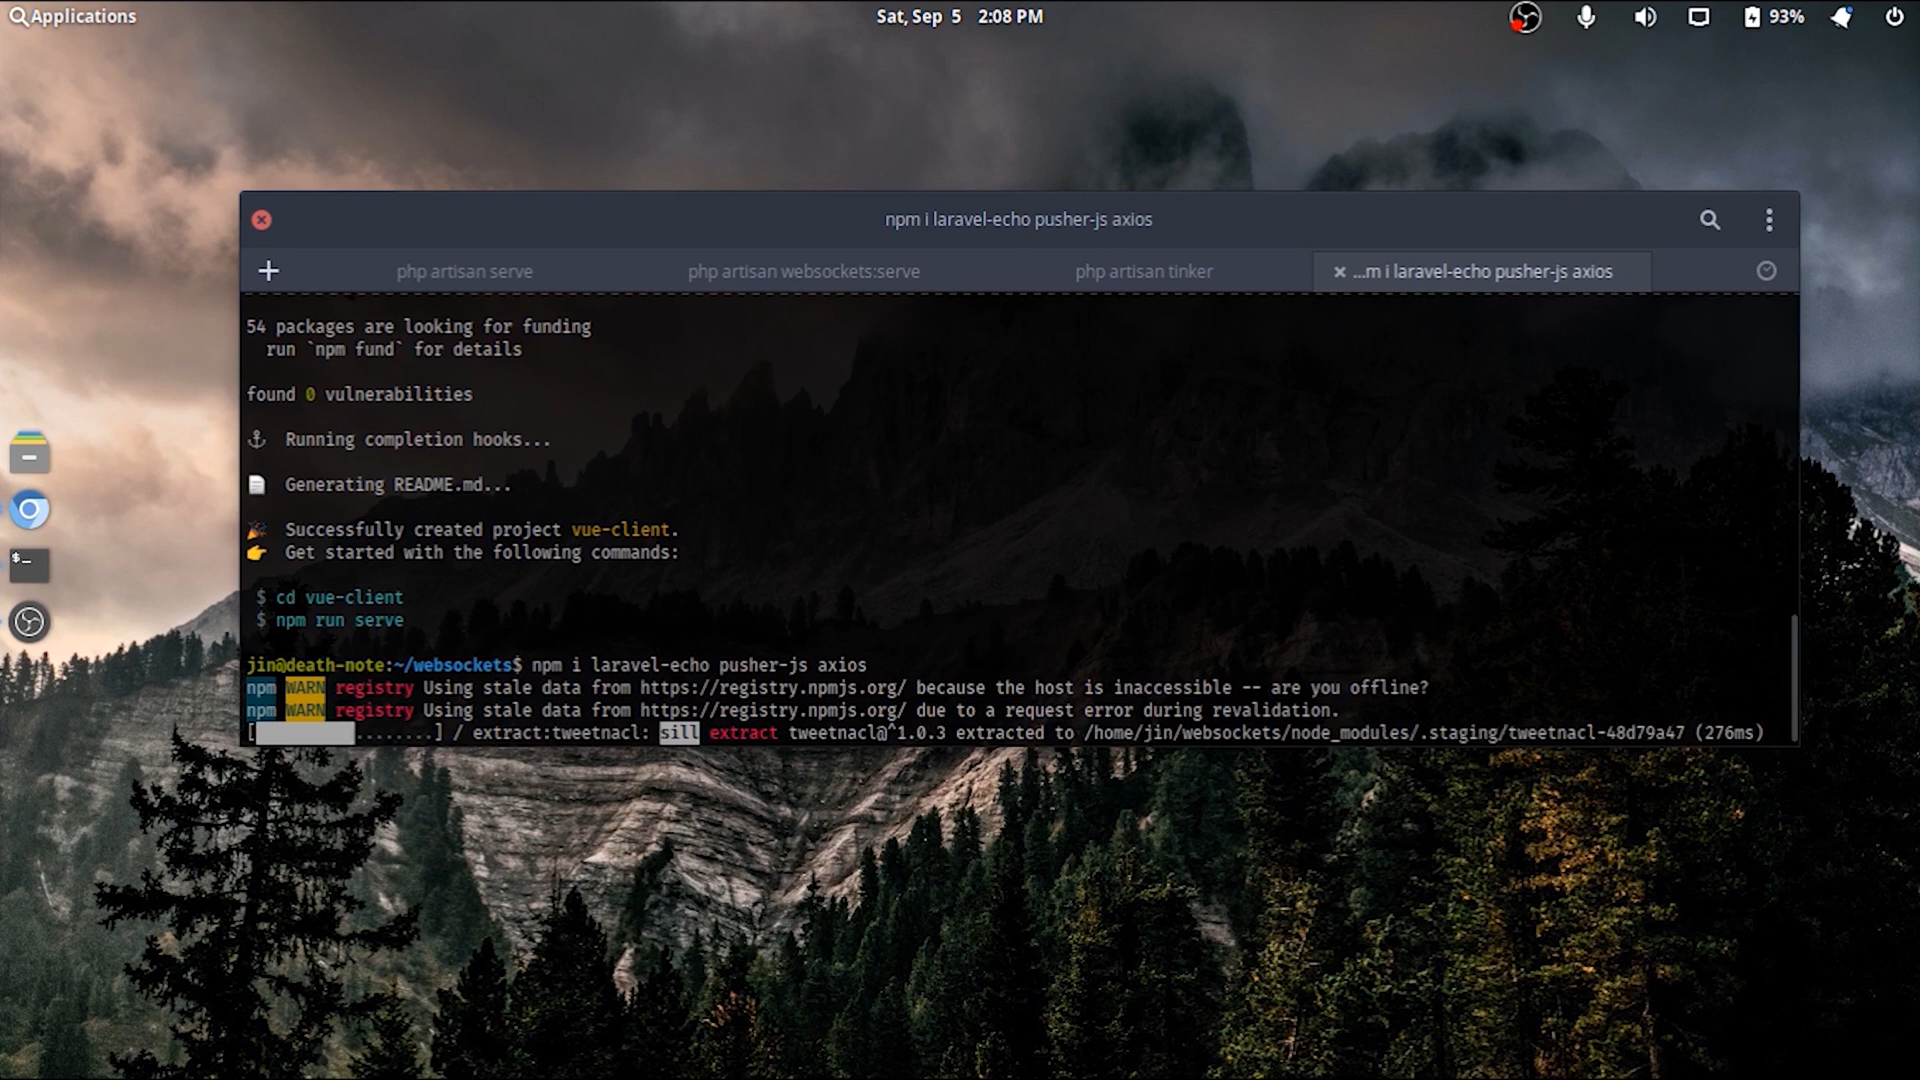 Applications
Sat, Sep 5 2:08 PM
93%
npm i laravel-echo pusher-js axios
php artisan serve
php artisan websockets:serve
php artisan tinker
...m i laravel-echo pusher-js axios
54 packages are looking for funding
run `npm fund` for details
found 0 vulnerabilities
Running completion hooks...
Generating README.md...
Successfully created project vue-client.
Get started with the following commands:
$ cd vue-client
$ npm run serve
jin@death-note:~/websockets$ npm i laravel-echo pusher-js axios
npm WARN registry Using stale data from https://registry.npmjs.org/ because the host is inaccessible -- are you offline?
npm WARN registry Using stale data from https://registry.npmjs.org/ due to a request error during revalidation.
[ ........] / extract:tweetnacl: sill extract tweetnacl@^1.0.3 extracted to /home/jin/websockets/node_modules/.staging/tweetnacl-48d79a47 (276ms)
$-